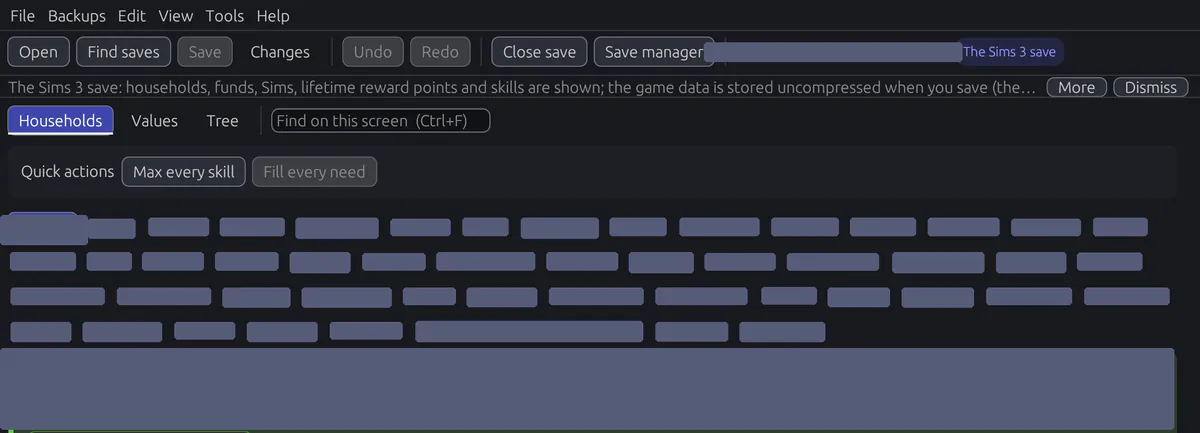 File Backups Edit View Tools Help
Open Find saves Save Changes Undo Redo Close save Save manager The Sims 3 save
The Sims 3 save: households, funds, Sims, lifetime reward points and skills are shown; the game data is stored uncompressed when you save (the… More Dismiss
Households Values Tree Find on this screen (Ctrl+F)
Quick actions Max every skill Fill every need